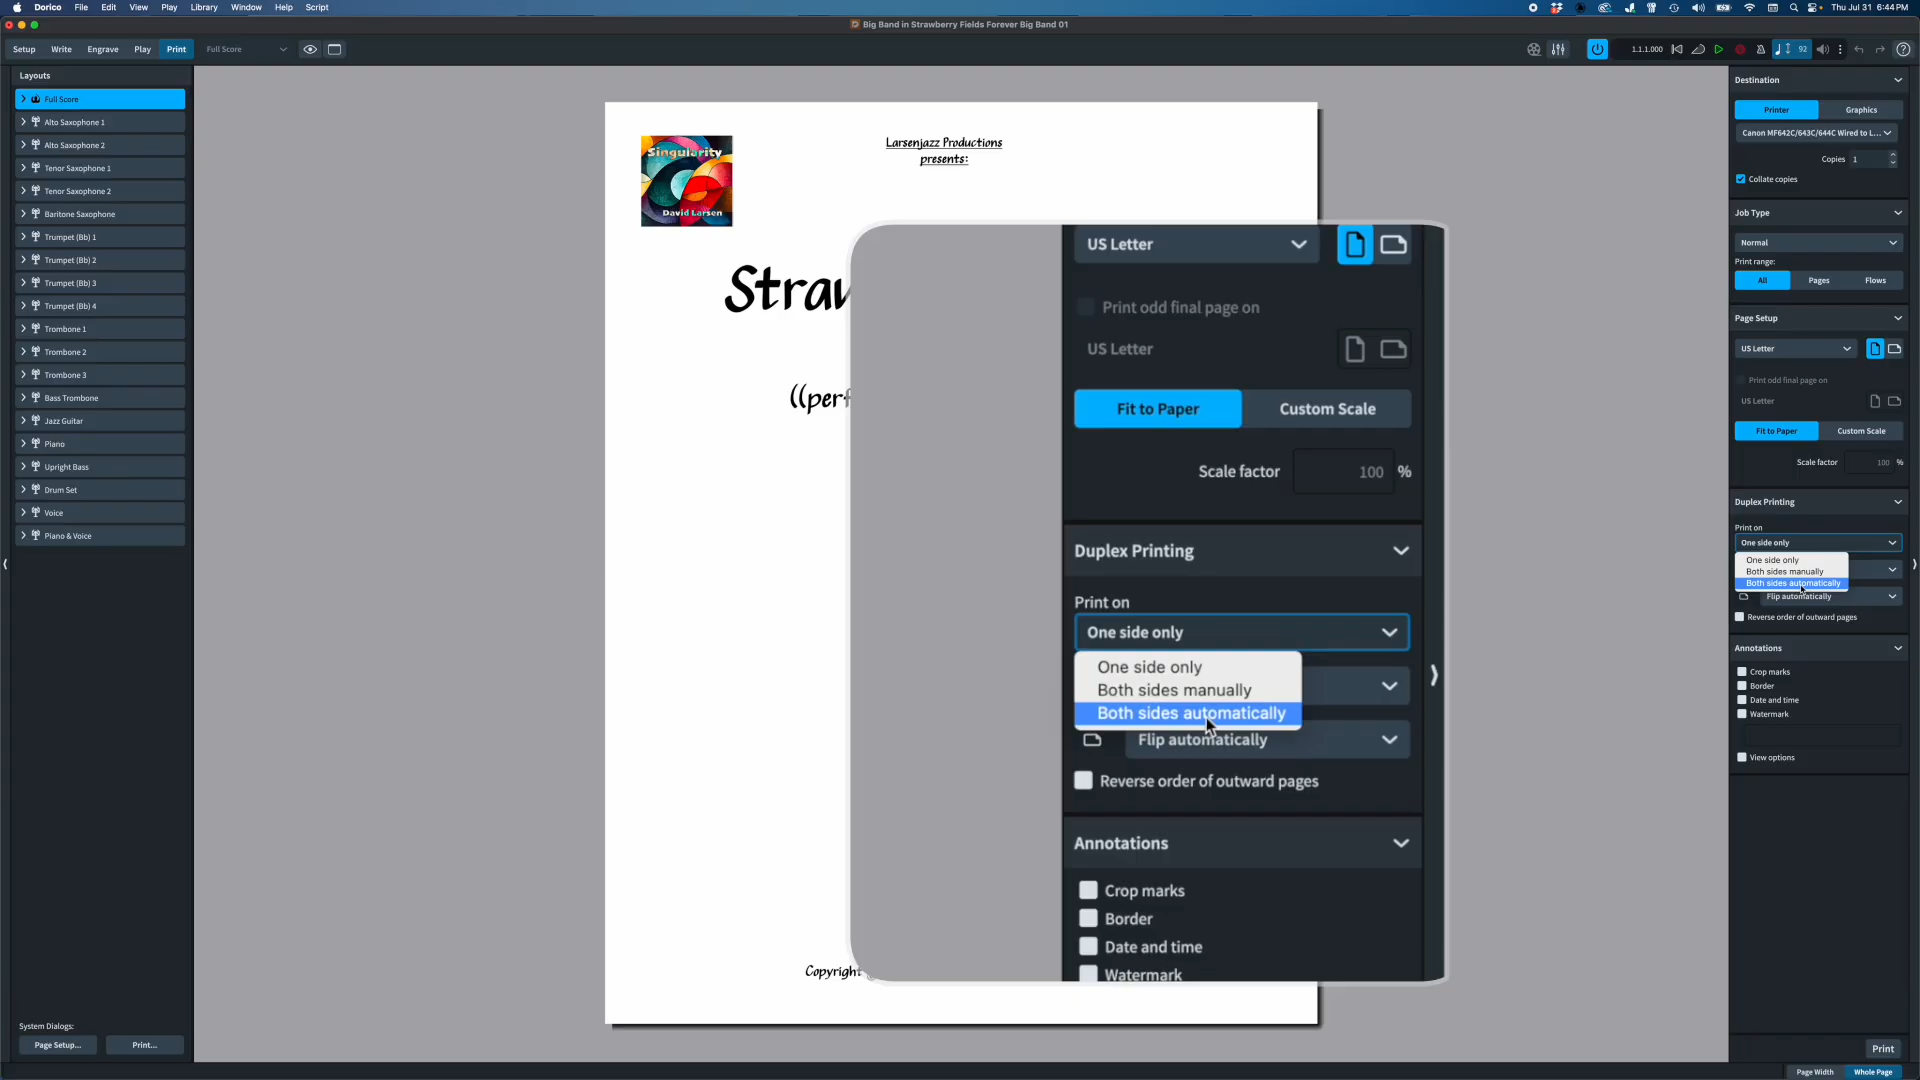 Dorico File Edit View Play Library Window Help Script
Thu Jul 31 6:44 PM
Big Band in Strawberry Fields Forever Big Band 01
Setup Write Engrave Play Print Full Score
1.1.1.000
92
Layouts
Full Score
Alto Saxophone 1
Alto Saxophone 2
Tenor Saxophone 1
Tenor Saxophone 2
Baritone Saxophone
Trumpet (Bb) 1
Trumpet (Bb) 2
Trumpet (Bb) 3
Trumpet (Bb) 4
Trombone 1
Trombone 2
Trombone 3
Bass Trombone
Jazz Guitar
Piano
Upright Bass
Drum Set
Voice
Piano & Voice
System Dialogs:
Page Setup... Print...
Singularity
David Larsen
Larsenjazz Productions
presents:
Straw
((perf
Copyright
US Letter
Print odd final page on
US Letter
Fit to Paper Custom Scale
Scale factor 100 %
Duplex Printing
Print on
One side only
One side only
Both sides manually
Both sides automatically
Flip automatically
Reverse order of outward pages
Annotations
Crop marks
Border
Date and time
Watermark
Destination
Printer Graphics
Canon MF642C/643C/644C Wired to L...
Copies 1
Collate copies
Job Type
Normal
Print range:
All Pages Flows
Page Setup
US Letter
Print odd final page on
US Letter
Fit to Paper Custom Scale
Scale factor 100 %
Duplex Printing
Print on
One side only
One side only
Both sides manually
Both sides automatically
Flip automatically
Reverse order of outward pages
Annotations
Crop marks
Border
Date and time
Watermark
View options
Print
Page Width Whole Page